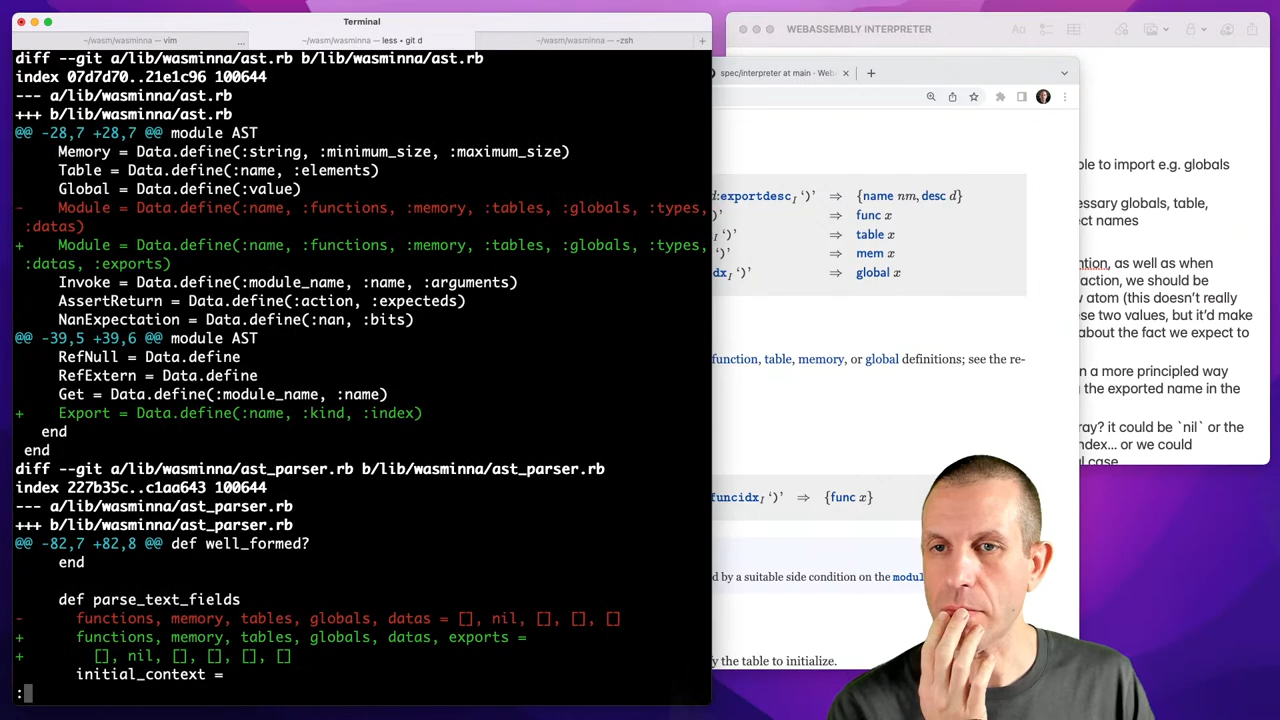 Terminal
~/wasm/wasminna — vim
...
~/wasm/wasminna — less • git d
~/wasm/wasminna — -zsh
+
diff --git a/lib/wasminna/ast.rb b/lib/wasminna/ast.rb
index 07d7d70..21e1c96 100644
--- a/lib/wasminna/ast.rb
+++ b/lib/wasminna/ast.rb
@@ -28,7 +28,7 @@ module AST
    Memory = Data.define(:string, :minimum_size, :maximum_size)
    Table = Data.define(:name, :elements)
    Global = Data.define(:value)
-    Module = Data.define(:name, :functions, :memory, :tables, :globals, :types,
 :datas)
+    Module = Data.define(:name, :functions, :memory, :tables, :globals, :types,
 :datas, :exports)
    Invoke = Data.define(:module_name, :name, :arguments)
    AssertReturn = Data.define(:action, :expecteds)
    NanExpectation = Data.define(:nan, :bits)
@@ -39,5 +39,6 @@ module AST
    RefNull = Data.define
    RefExtern = Data.define
    Get = Data.define(:module_name, :name)
+    Export = Data.define(:name, :kind, :index)
  end
end
diff --git a/lib/wasminna/ast_parser.rb b/lib/wasminna/ast_parser.rb
index 227b35c..c1aa643 100644
--- a/lib/wasminna/ast_parser.rb
+++ b/lib/wasminna/ast_parser.rb
@@ -82,7 +82,8 @@ def well_formed?
    end
    def parse_text_fields
-      functions, memory, tables, globals, datas = [], nil, [], [], []
+      functions, memory, tables, globals, datas, exports =
+        [], nil, [], [], [], []
      initial_context =
:
WEBASSEMBLY INTERPRETER
Aa
spec/interpreter at main · Web
d:exportdesc I ‘)’ ⇒ {name nm, desc d}
)’ ⇒ func x
‘)’ ⇒ table x
‘)’ ⇒ mem x
dx I ‘)’ ⇒ global x
function, table, memory, or global definitions; see the re-
funcidx I ‘)’ ⇒ {func x}
d by a suitable side condition on the modul
y the table to initialize.
ble to import e.g. globals
essary globals, table,
ect names
ntion, as well as when
action, we should be
w atom (this doesn't really
se two values, but it'd make
about the fact we expect to
n a more principled way
g the exported name in the
ray? it could be `nil` or the
ndex... or we could
al case